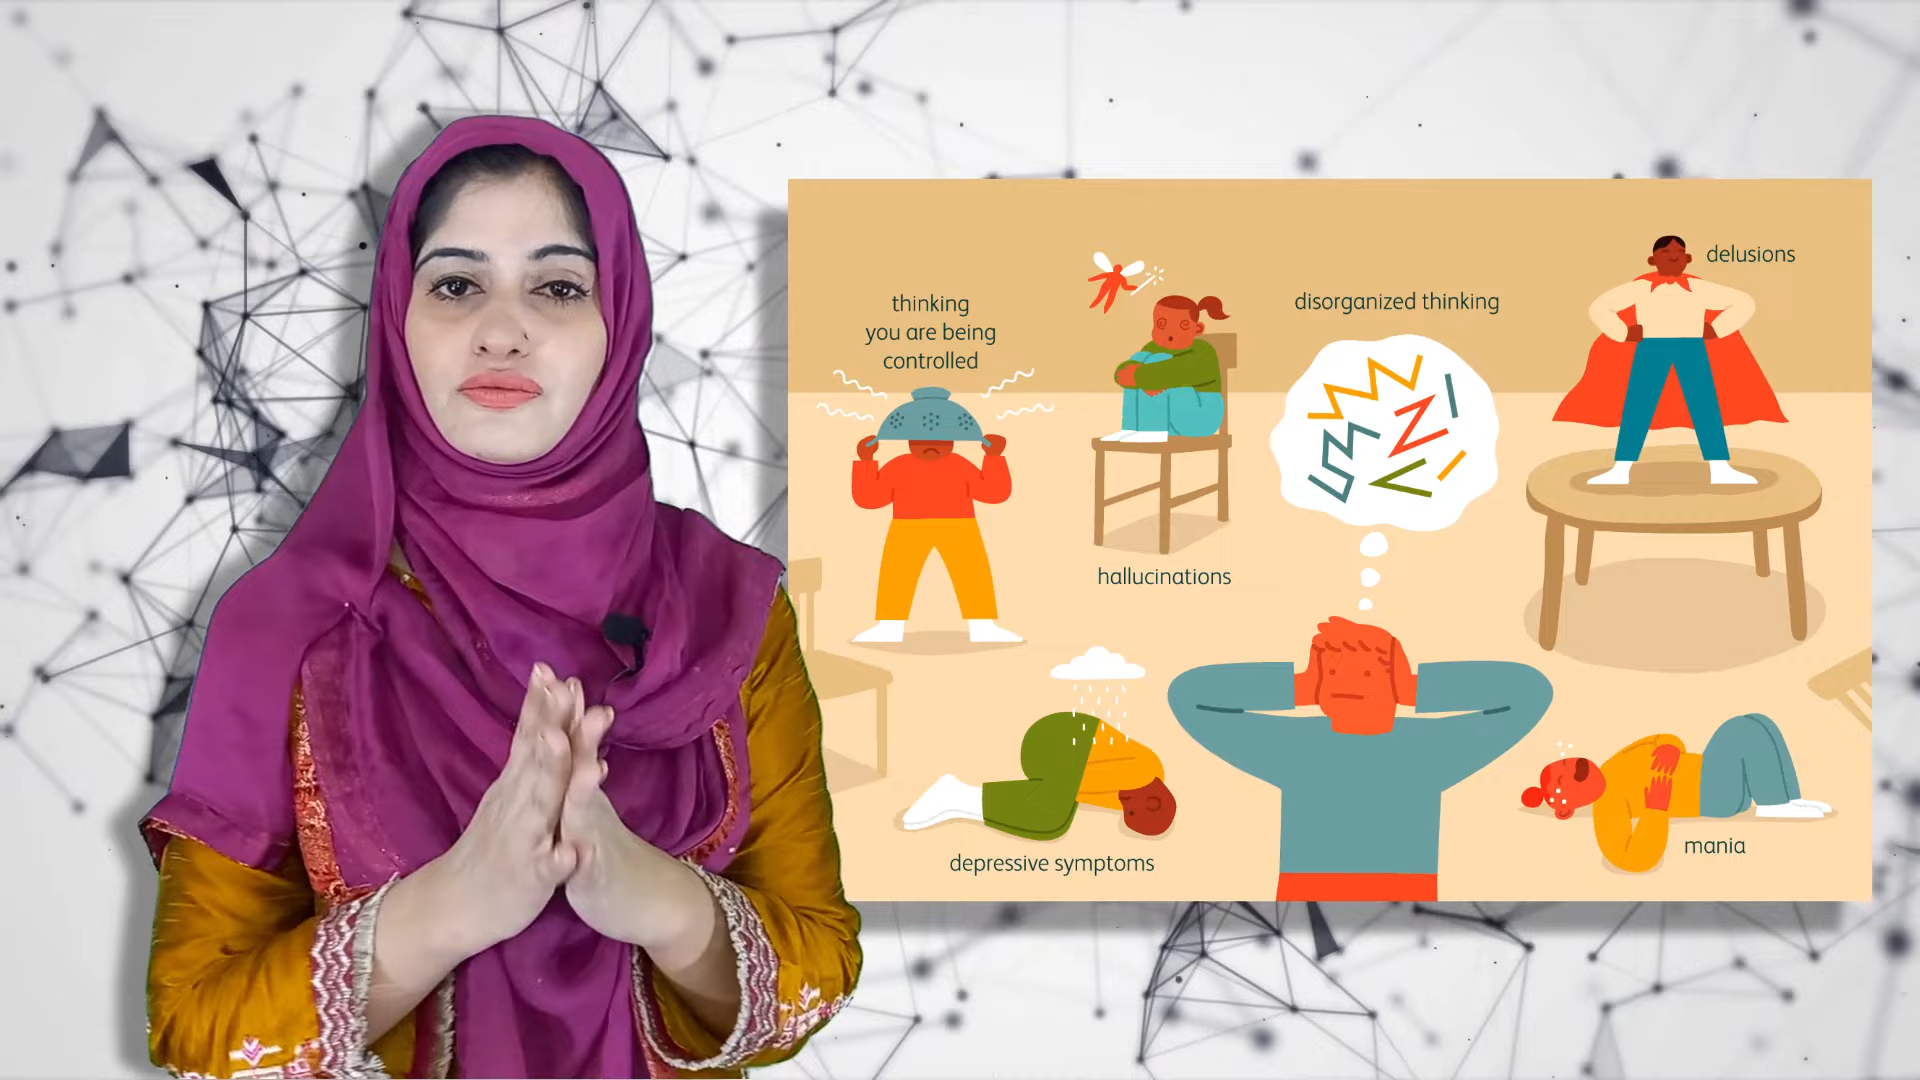 delusions
thinking
you are being
controlled
disorganized thinking
hallucinations
depressive symptoms
mania